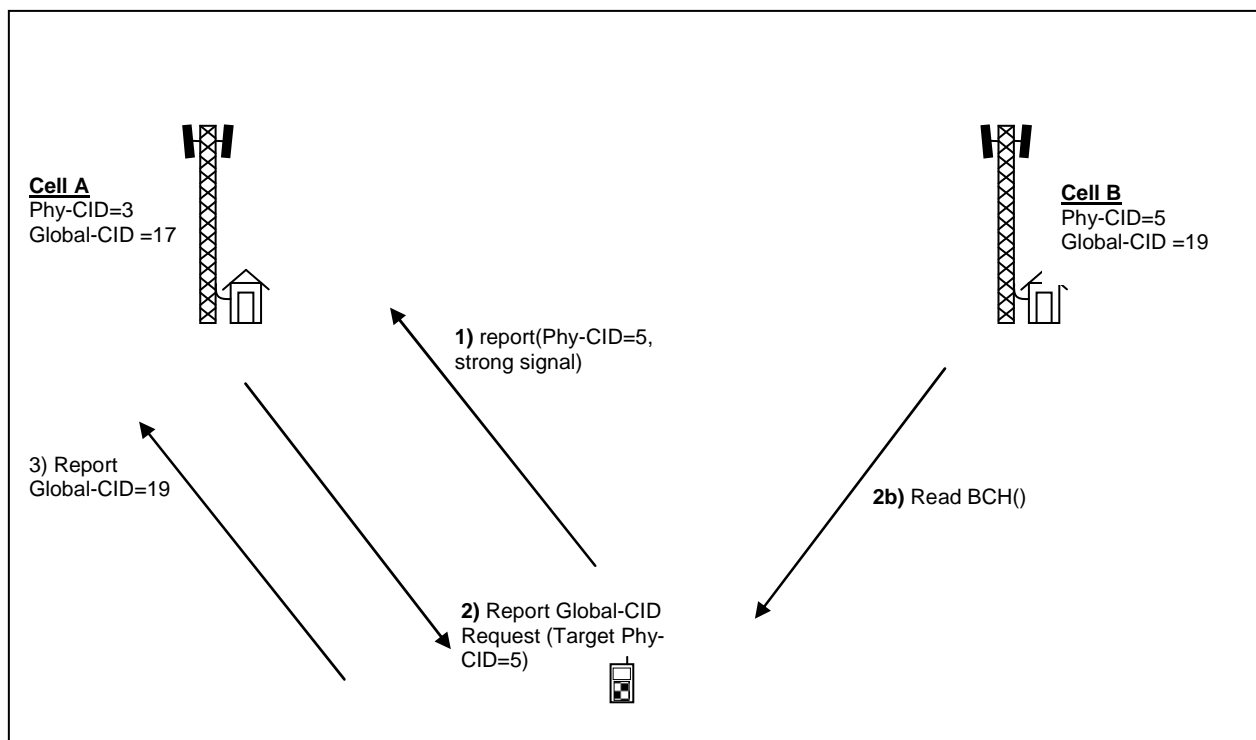 Cell A
Phy-CID=3
Global-CID =17
Cell B
Phy-CID=5
Global-CID =19
1) report(Phy-CID=5,
strong signal)
3) Report
Global-CID=19
2b) Read BCH()
2) Report Global-CID
Request (Target Phy-
CID=5)